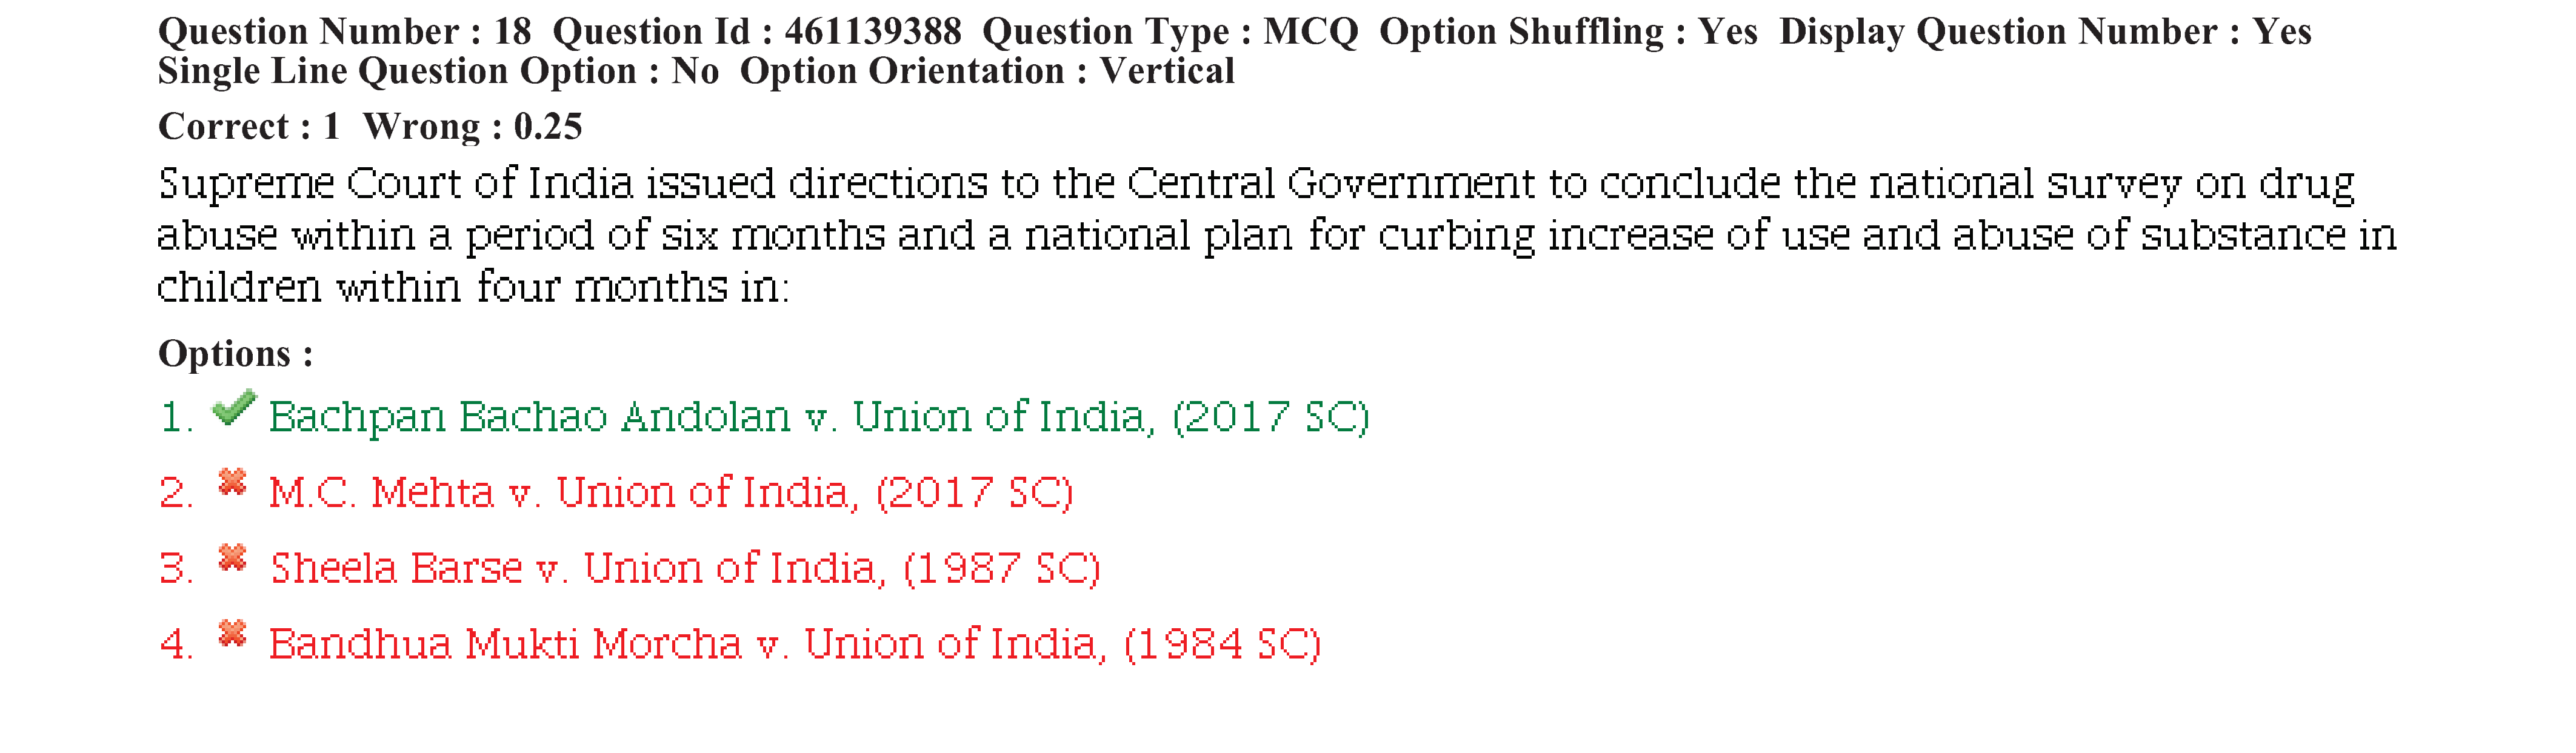 Question Number : 18 Question Id : 461139388 Question Type : MCQ Option Shuffling : Yes Display Question Number : Yes
Single Line Question Option : No Option Orientation : Vertical
Correct : 1 Wrong : 0.25
Supreme Court of India issued directions to the Central Government to conclude the national survey on drug
abuse within a period of six months and a national plan for curbing increase of use and abuse of substance in
children within four months in:
Options :
1. Bachpan Bachao Andolan v. Union of India, (2017 SC)
2. M.C. Mehta v. Union of India, (2017 SC)
3. Sheela Barse v. Union of India, (1987 SC)
4. Bandhua Mukti Morcha v. Union of India, (1984 SC)